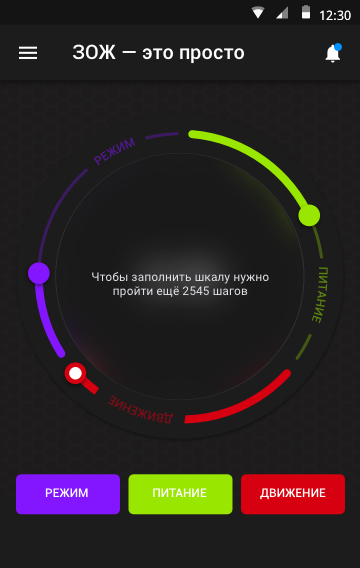 12:30
ЗОЖ — это просто
РЕЖИМ
ПИТАНИЕ
Чтобы заполнить шкалу нужно
пройти ещё 2545 шагов
ДВИЖЕНИЕ
РЕЖИМ
ПИТАНИЕ
ДВИЖЕНИЕ